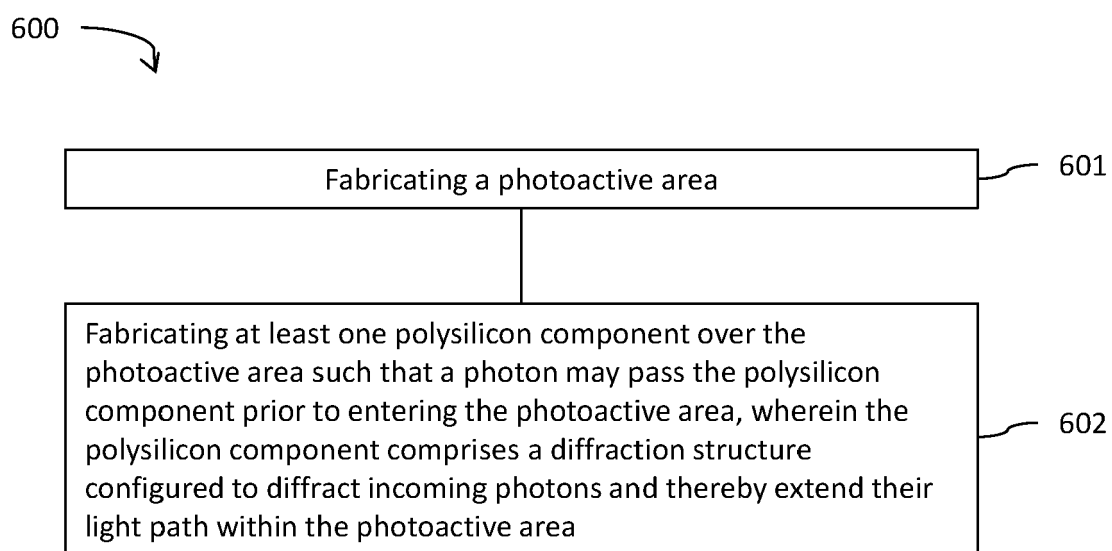 600
Fabricating a photoactive area
601
Fabricating at least one polysilicon component over the
photoactive area such that a photon may pass the polysilicon
component prior to entering the photoactive area, wherein the
polysilicon component comprises a diffraction structure
configured to diffract incoming photons and thereby extend their
light path within the photoactive area
602